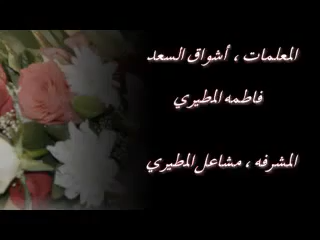 المعلمات ، أشواق السعد
فاطمه المطيري
المشرفه ، مشاعل المطيري